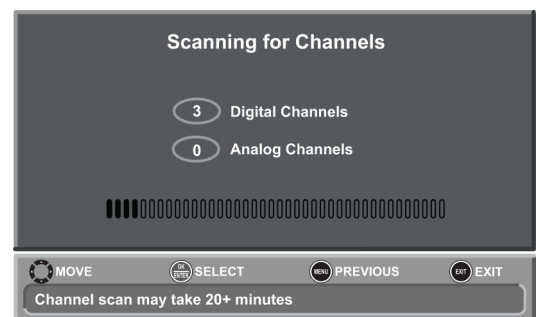 Scanning for Channels
3 Digital Channels
0 Analog Channels
MOVE OK ENTER SELECT MENU PREVIOUS EXIT EXIT
Channel scan may take 20+ minutes